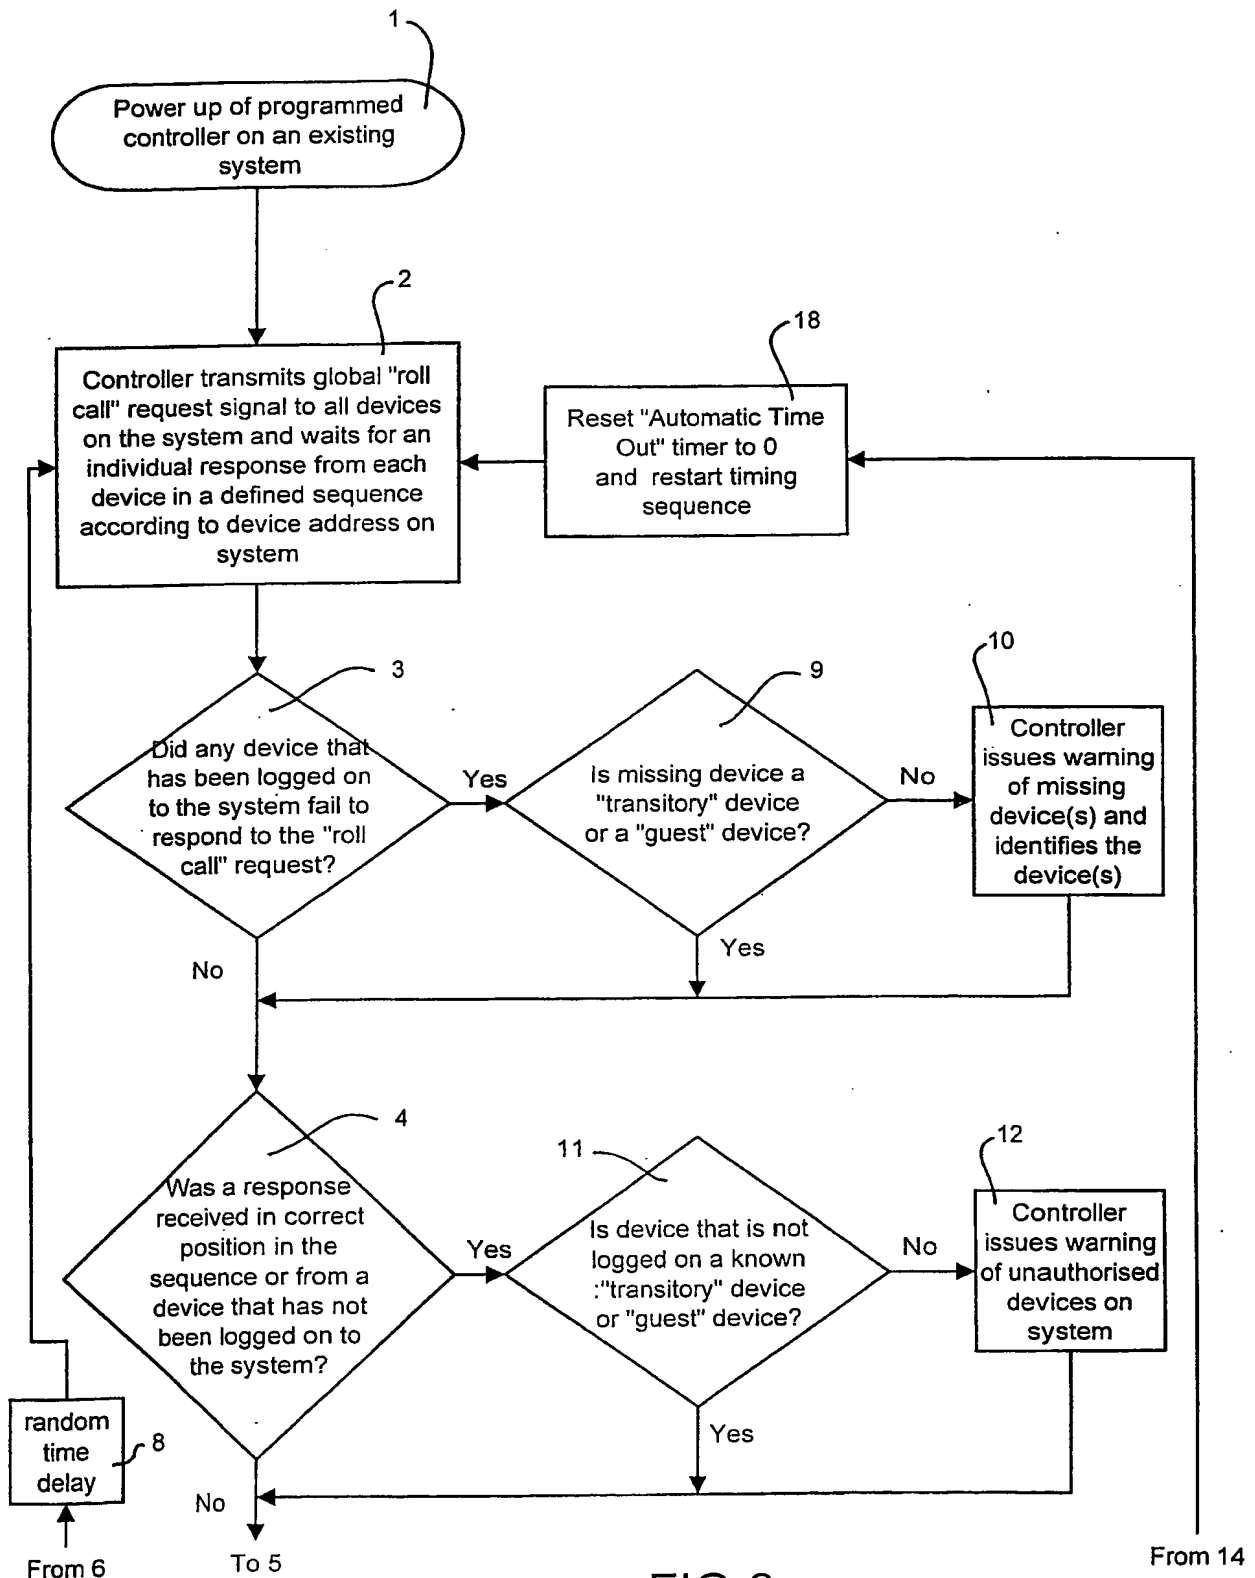 1
Power up of programmed
controller on an existing
system
2
Controller transmits global "roll
call" request signal to all devices
on the system and waits for an
individual response from each
device in a defined sequence
according to device address on
system
18
Reset "Automatic Time
Out" timer to 0
and restart timing
sequence
3
Did any device that
has been logged on
to the system fail to
respond to the "roll
call" request?
Yes
No
9
Is missing device a
"transitory" device
or a "guest" device?
No
Yes
10
Controller
issues warning
of missing
device(s) and
identifies the
device(s)
4
Was a response
received in correct
position in the
sequence or from a
device that has not
been logged on to
the system?
Yes
No
11
Is device that is not
logged on a known
:"transitory" device
or "guest" device?
No
Yes
12
Controller
issues warning
of unauthorised
devices on
system
random
time
delay
8
From 6
To 5
From 14